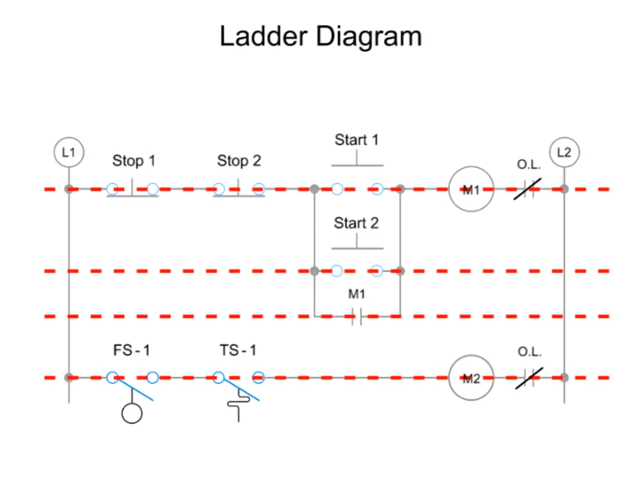 Ladder Diagram
Start 1
L1
Stop 1
Stop 2
O.L.
L2
M1
Start 2
M1
FS-1
TS-1
O.L.
M2